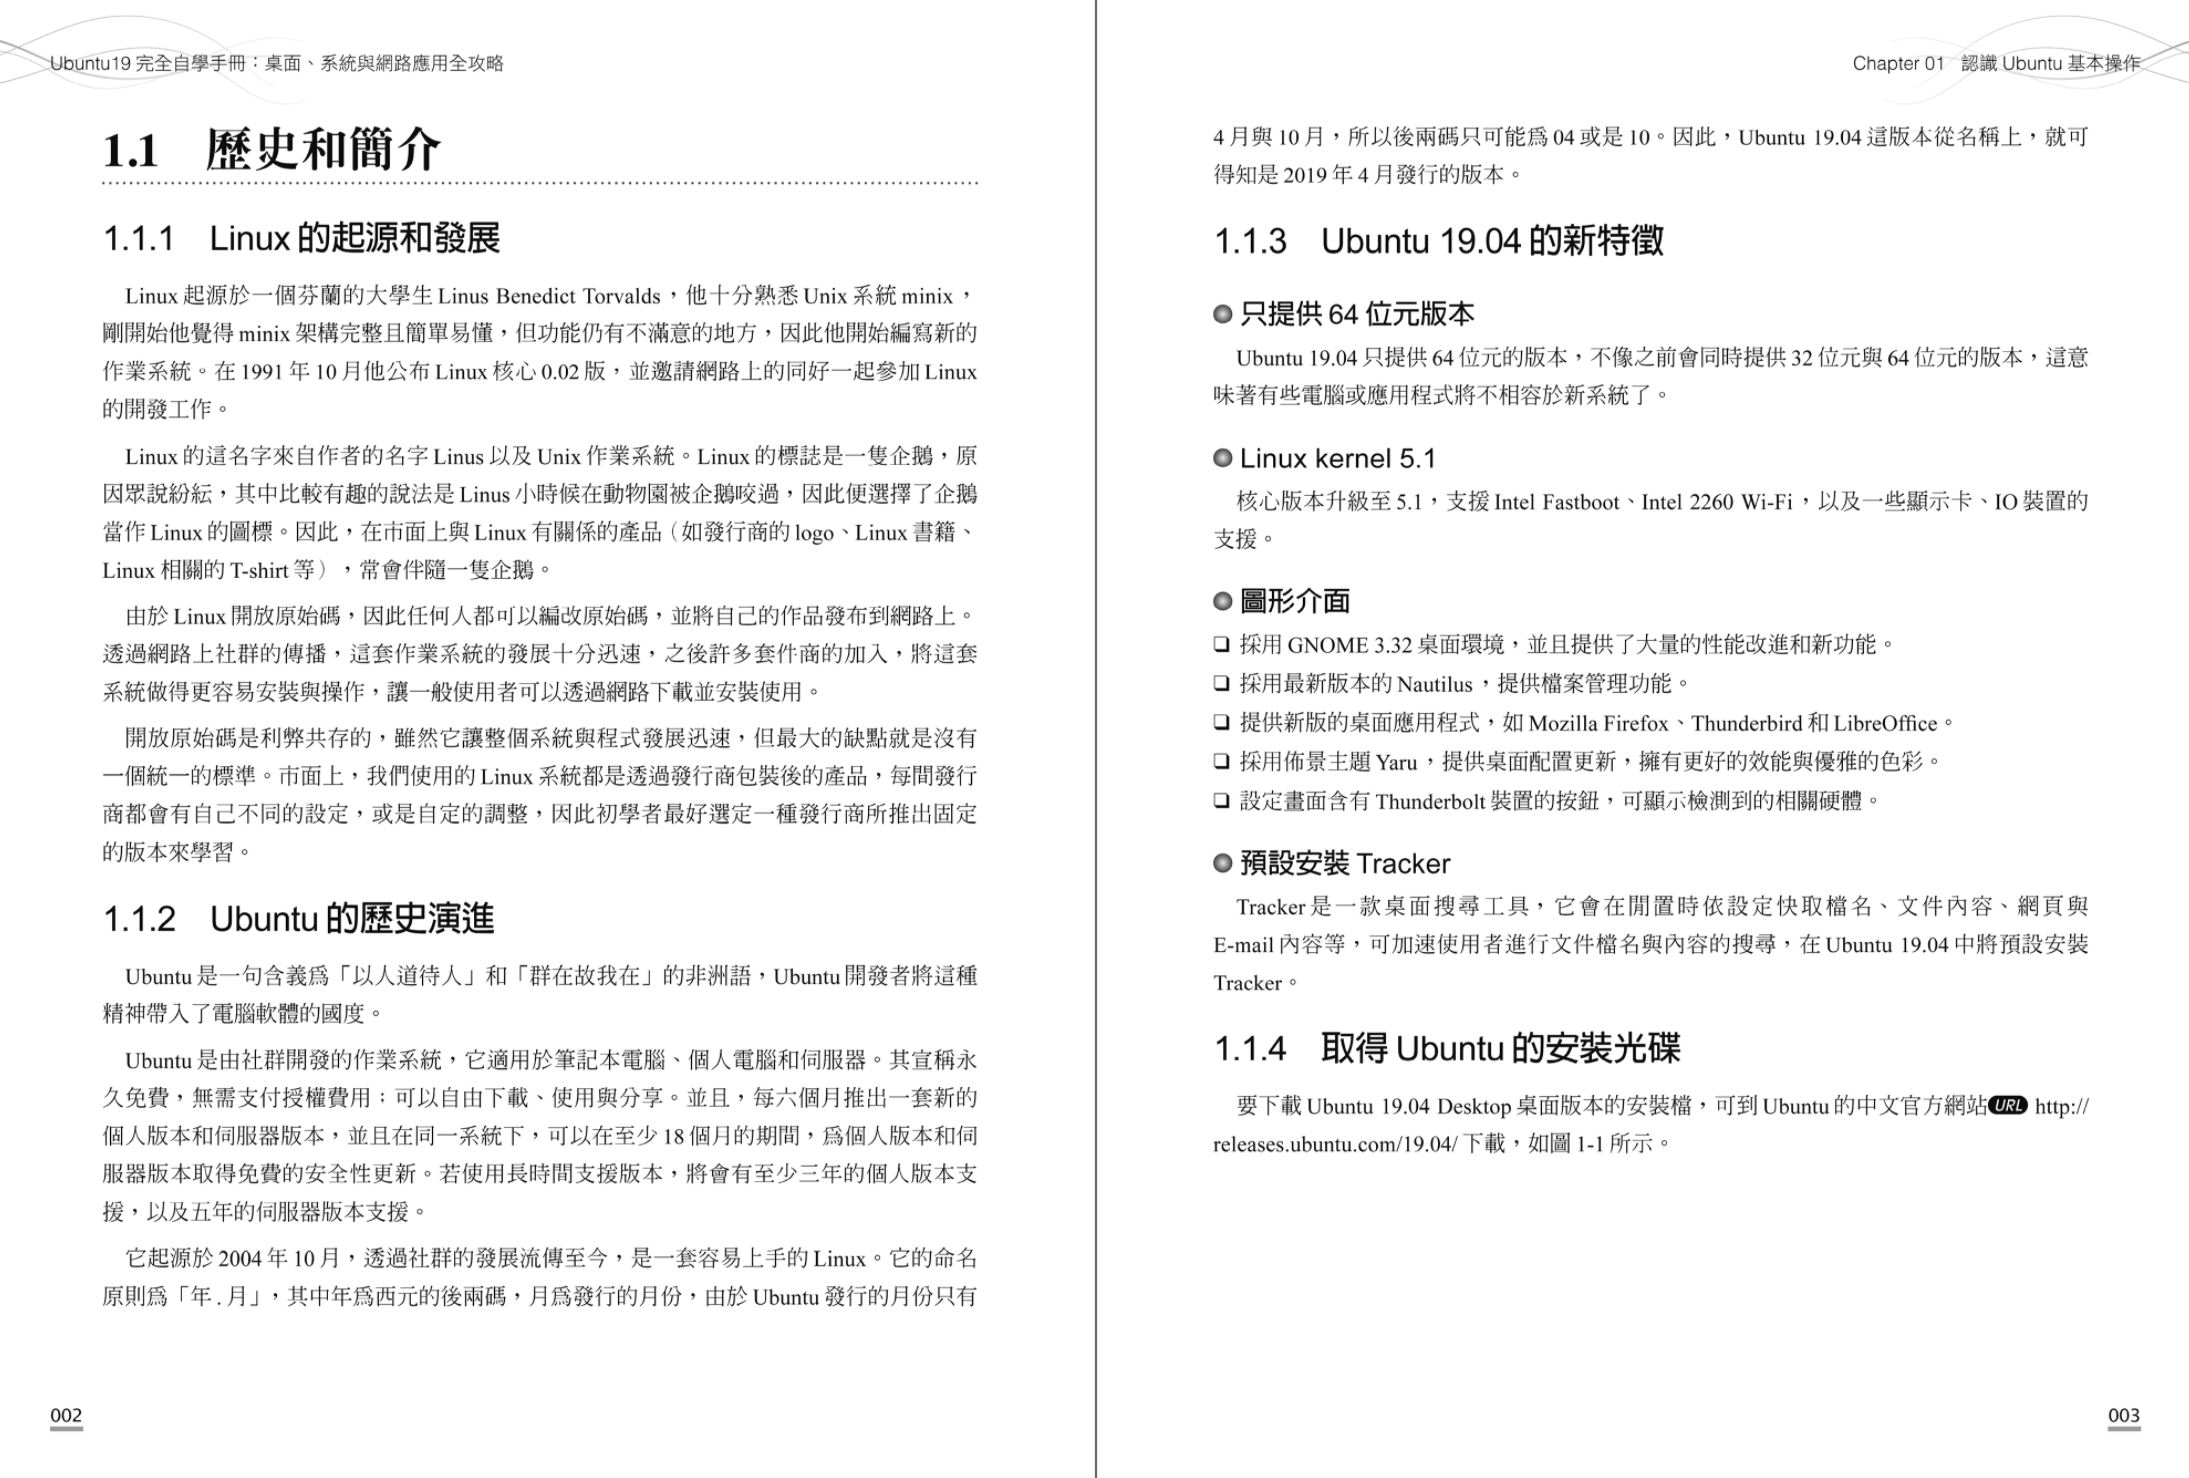 Ubuntu19 完全自學手冊：桌面、系統與網路應用全攻略
1.1 歷史和簡介
1.1.1 Linux 的起源和發展
Linux 起源於一個芬蘭的大學生 Linus Benedict Torvalds，他十分熟悉 Unix 系統 minix，
剛開始他覺得 minix 架構完整且簡單易懂，但功能仍有不滿意的地方，因此他開始編寫新的
作業系統。在 1991 年 10 月他公布 Linux 核心 0.02 版，並邀請網路上的同好一起參加 Linux
的開發工作。
Linux 的這名字來自作者的名字 Linus 以及 Unix 作業系統。Linux 的標誌是一隻企鵝，原
因眾說紛紜，其中比較有趣的說法是 Linus 小時候在動物園被企鵝咬過，因此便選擇了企鵝
當作 Linux 的圖標。因此，在市面上與 Linux 有關係的產品（如發行商的 logo、Linux 書籍、
Linux 相關的 T-shirt 等），常會伴隨一隻企鵝。
由於 Linux 開放原始碼，因此任何人都可以編改原始碼，並將自己的作品發布到網路上。
透過網路上社群的傳播，這套作業系統的發展十分迅速，之後許多套件商的加入，將這套
系統做得更容易安裝與操作，讓一般使用者可以透過網路下載並安裝使用。
開放原始碼是利弊共存的，雖然它讓整個系統與程式發展迅速，但最大的缺點就是沒有
一個統一的標準。市面上，我們使用的 Linux 系統都是透過發行商包裝後的產品，每間發行
商都會有自己不同的設定，或是自定的調整，因此初學者最好選定一種發行商所推出固定
的版本來學習。
1.1.2 Ubuntu 的歷史演進
Ubuntu 是一句含義為「以人道待人」和「群在故我在」的非洲語，Ubuntu 開發者將這種
精神帶入了電腦軟體的國度。
Ubuntu 是由社群開發的作業系統，它適用於筆記本電腦、個人電腦和伺服器。其宣稱永
久免費，無需支付授權費用；可以自由下載、使用與分享。並且，每六個月推出一套新的
個人版本和伺服器版本，並且在同一系統下，可以在至少 18 個月的期間，為個人版本和伺
服器版本取得免費的安全性更新。若使用長時間支援版本，將會有至少三年的個人版本支
援，以及五年的伺服器版本支援。
它起源於 2004 年 10 月，透過社群的發展流傳至今，是一套容易上手的 Linux。它的命名
原則為「年 . 月」，其中年為西元的後兩碼，月為發行的月份，由於 Ubuntu 發行的月份只有
002
Chapter 01 認識 Ubuntu 基本操作
4 月與 10 月，所以後兩碼只可能為 04 或是 10。因此，Ubuntu 19.04 這版本從名稱上，就可
得知是 2019 年 4 月發行的版本。
1.1.3 Ubuntu 19.04 的新特徵
只提供 64 位元版本
Ubuntu 19.04 只提供 64 位元的版本，不像之前會同時提供 32 位元與 64 位元的版本，這意
味著有些電腦或應用程式將不相容於新系統了。
Linux kernel 5.1
核心版本升級至 5.1，支援 Intel Fastboot、Intel 2260 Wi-Fi，以及一些顯示卡、IO 裝置的
支援。
圖形介面
❏ 採用 GNOME 3.32 桌面環境，並且提供了大量的性能改進和新功能。
❏ 採用最新版本的 Nautilus，提供檔案管理功能。
❏ 提供新版的桌面應用程式，如 Mozilla Firefox、Thunderbird 和 LibreOffice。
❏ 採用佈景主題 Yaru，提供桌面配置更新，擁有更好的效能與優雅的色彩。
❏ 設定畫面含有 Thunderbolt 裝置的按鈕，可顯示檢測到的相關硬體。
預設安裝 Tracker
Tracker 是一款桌面搜尋工具，它會在閒置時依設定快取檔名、文件內容、網頁與
E-mail 內容等，可加速使用者進行文件檔名與內容的搜尋，在 Ubuntu 19.04 中將預設安裝
Tracker。
1.1.4 取得 Ubuntu 的安裝光碟
要下載 Ubuntu 19.04 Desktop 桌面版本的安裝檔，可到 Ubuntu 的中文官方網站 URL http://
releases.ubuntu.com/19.04/ 下載，如圖 1-1 所示。
003